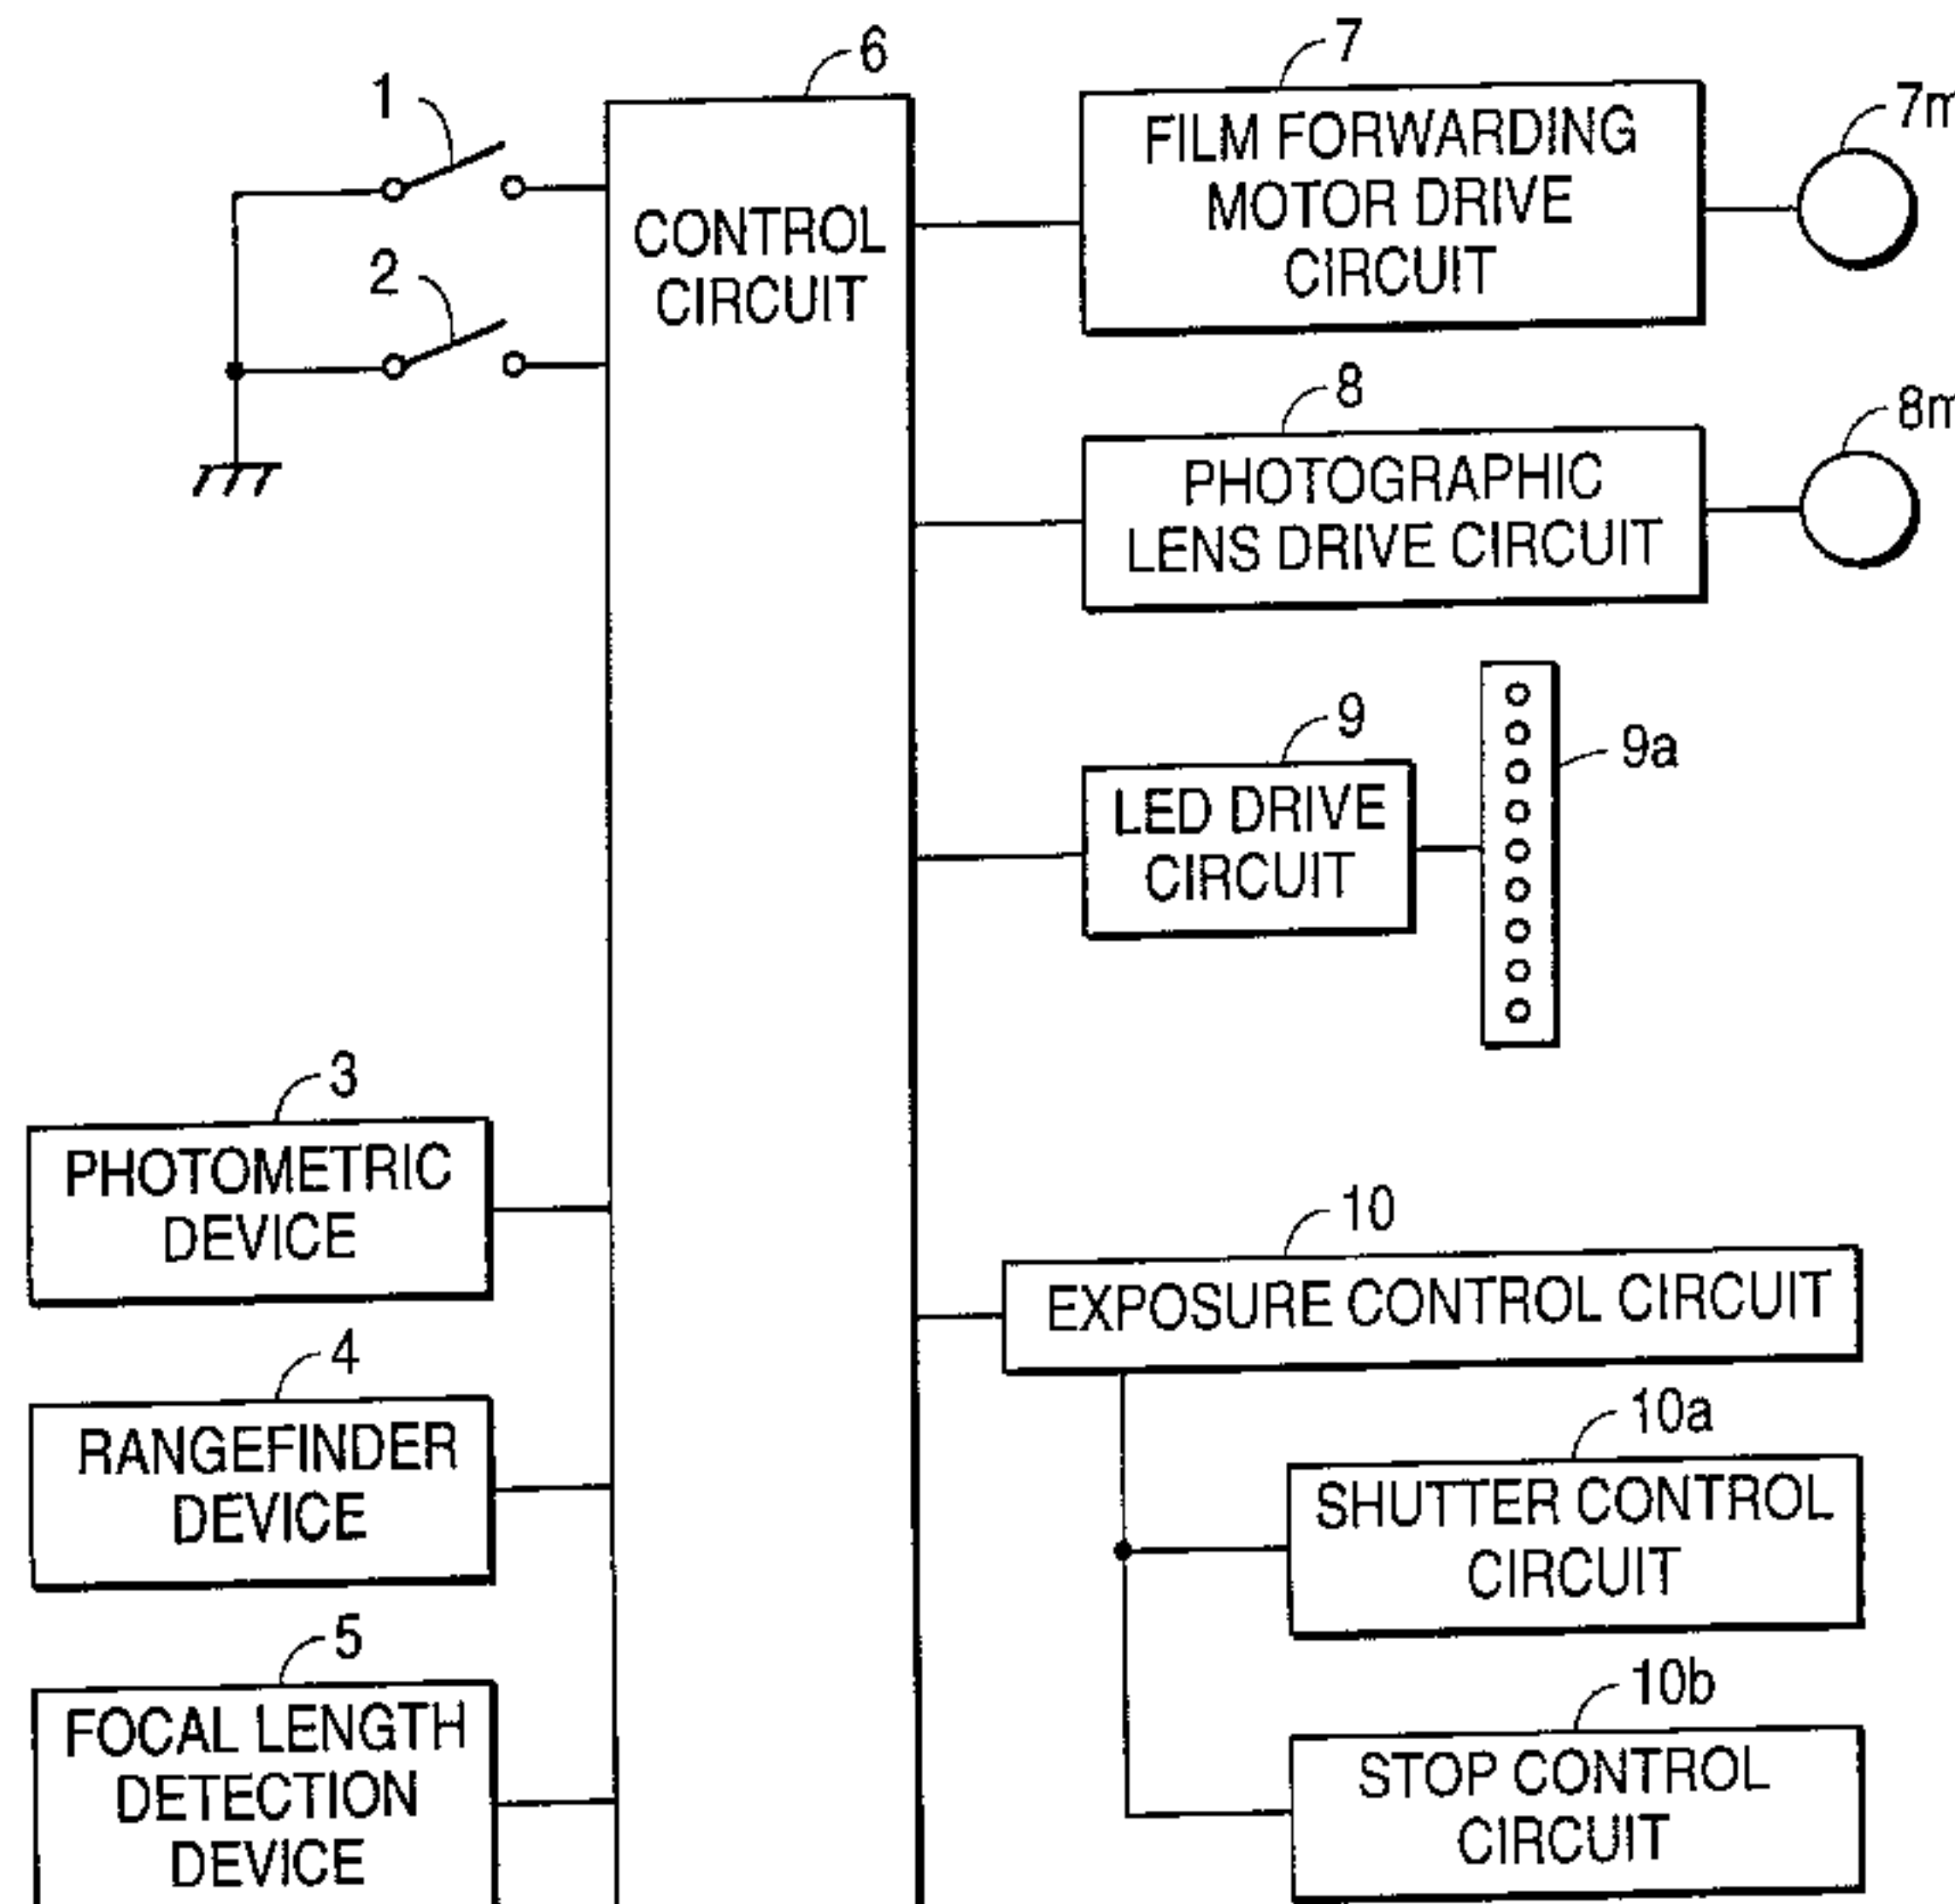 1
2
6
CONTROL
CIRCUIT
7
FILM FORWARDING
MOTOR DRIVE
CIRCUIT
7m
8
PHOTOGRAPHIC
LENS DRIVE CIRCUIT
8m
9
LED DRIVE
CIRCUIT
9a
3
PHOTOMETRIC
DEVICE
4
RANGEFINDER
DEVICE
5
FOCAL LENGTH
DETECTION
DEVICE
10
EXPOSURE CONTROL CIRCUIT
10a
SHUTTER CONTROL
CIRCUIT
10b
STOP CONTROL
CIRCUIT